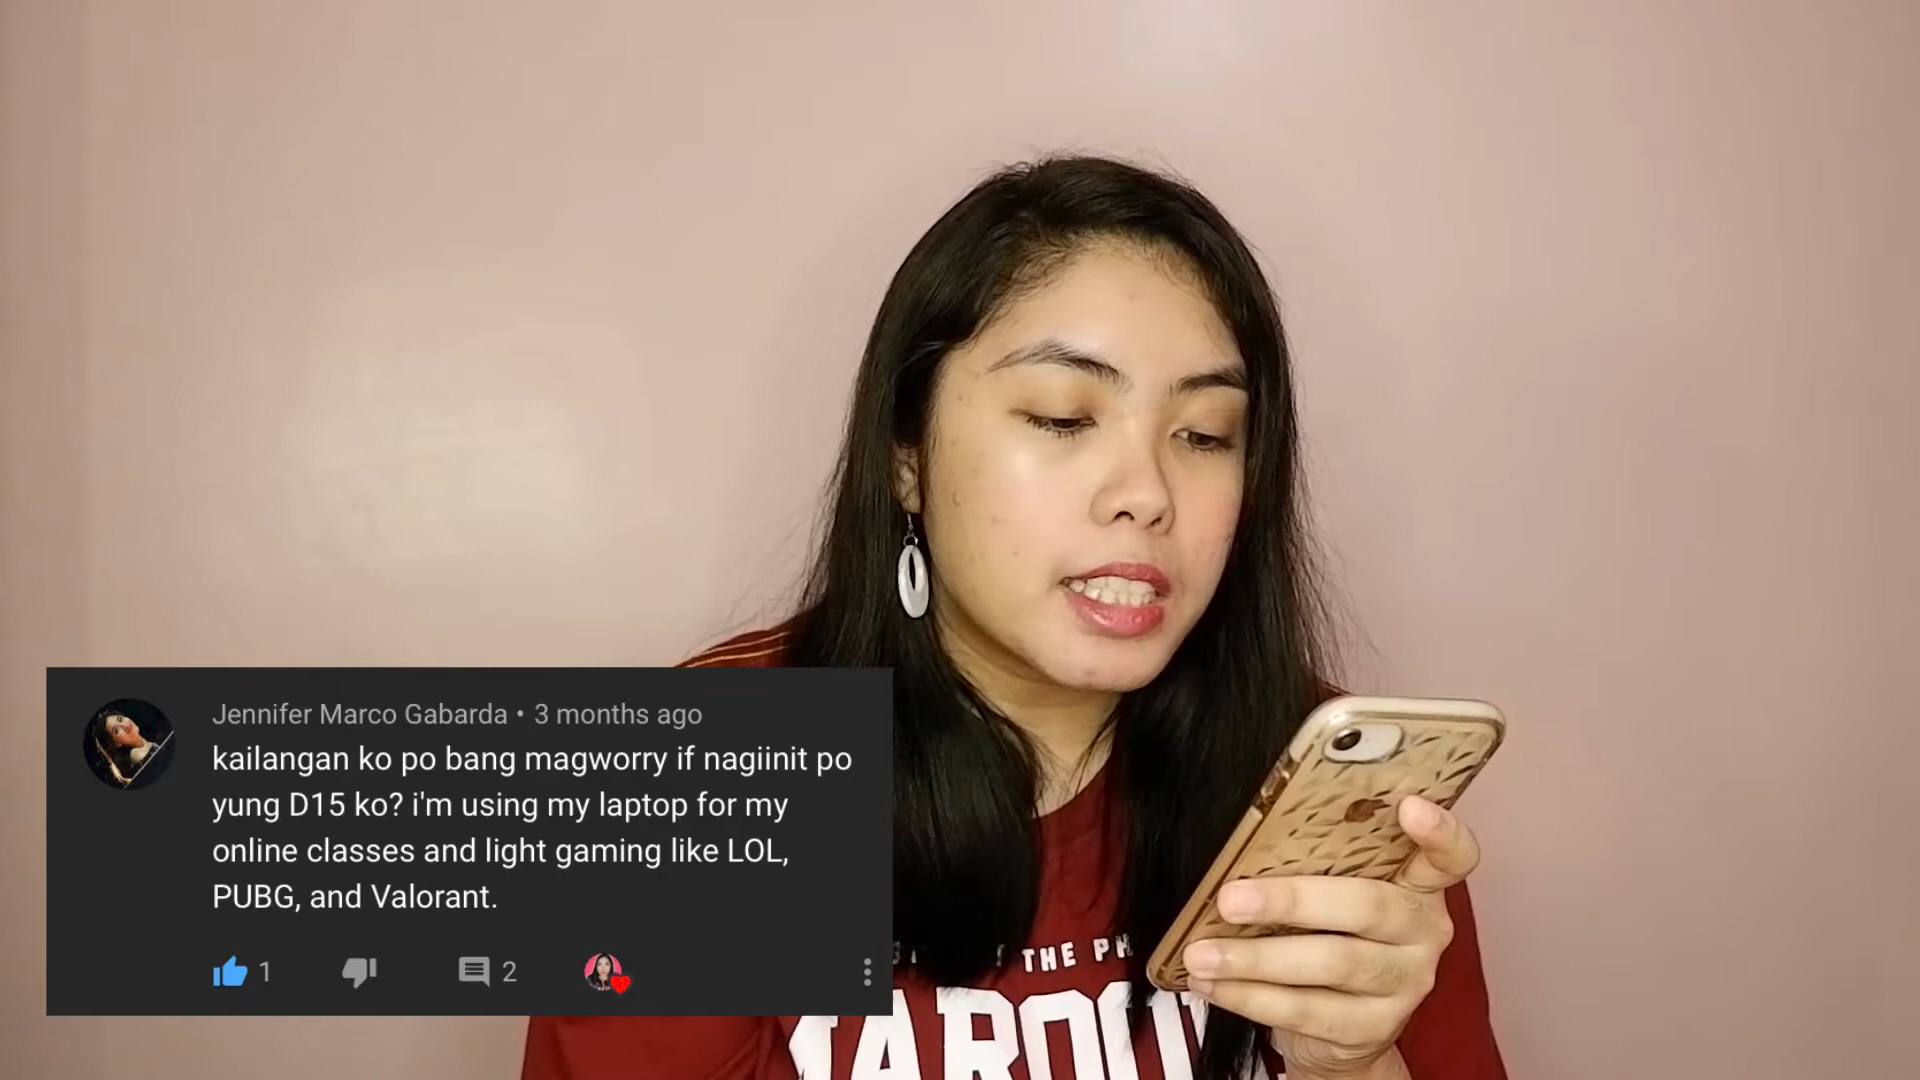 Jennifer Marco Gabarda • 3 months ago
kailangan ko po bang magworry if nagiinit po
yung D15 ko? i'm using my laptop for my
online classes and light gaming like LOL,
PUBG, and Valorant.
1 2
THE